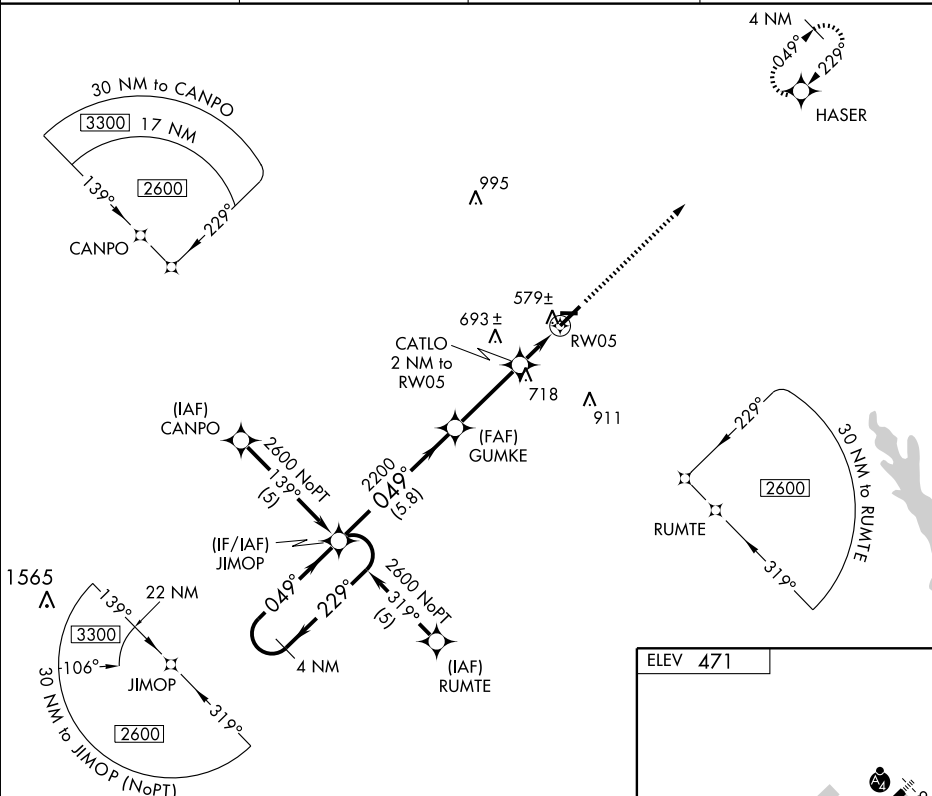 4 NM
049°
229°
HASER
30 NM to CANPO
3300
17 NM
2600
139°
229°
CANPO
995
579±
693±
RW05
CATLO
2 NM to
RW05
718
911
(IAF)
CANPO
2600 NoPT
139°
(5)
(FAF)
GUMKE
2200
049°
(5.8)
(IF/IAF)
JIMOP
049°
229°
4 NM
2600 NoPT
319°
(5)
(IAF)
RUMTE
229°
30 NM to RUMTE
2600
RUMTE
319°
1565
139°
22 NM
3300
106°
JIMOP
319°
2600
30 NM to JIMOP (NoPT)
ELEV 471
A4